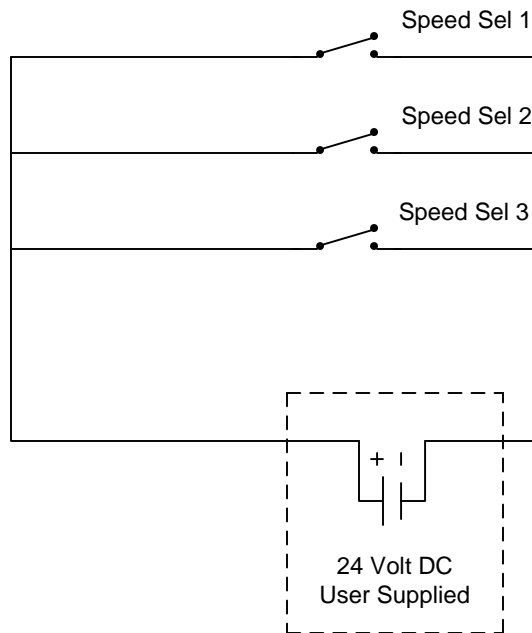 Speed Sel 1
Speed Sel 2
Speed Sel 3
+ -
24 Volt DC
User Supplied